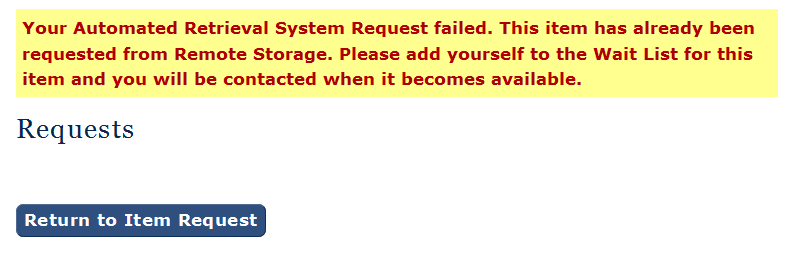 Your Automated Retrieval System Request failed. This item has already been
requested from Remote Storage. Please add yourself to the Wait List for this
item and you will be contacted when it becomes available.
Requests
Return to Item Request